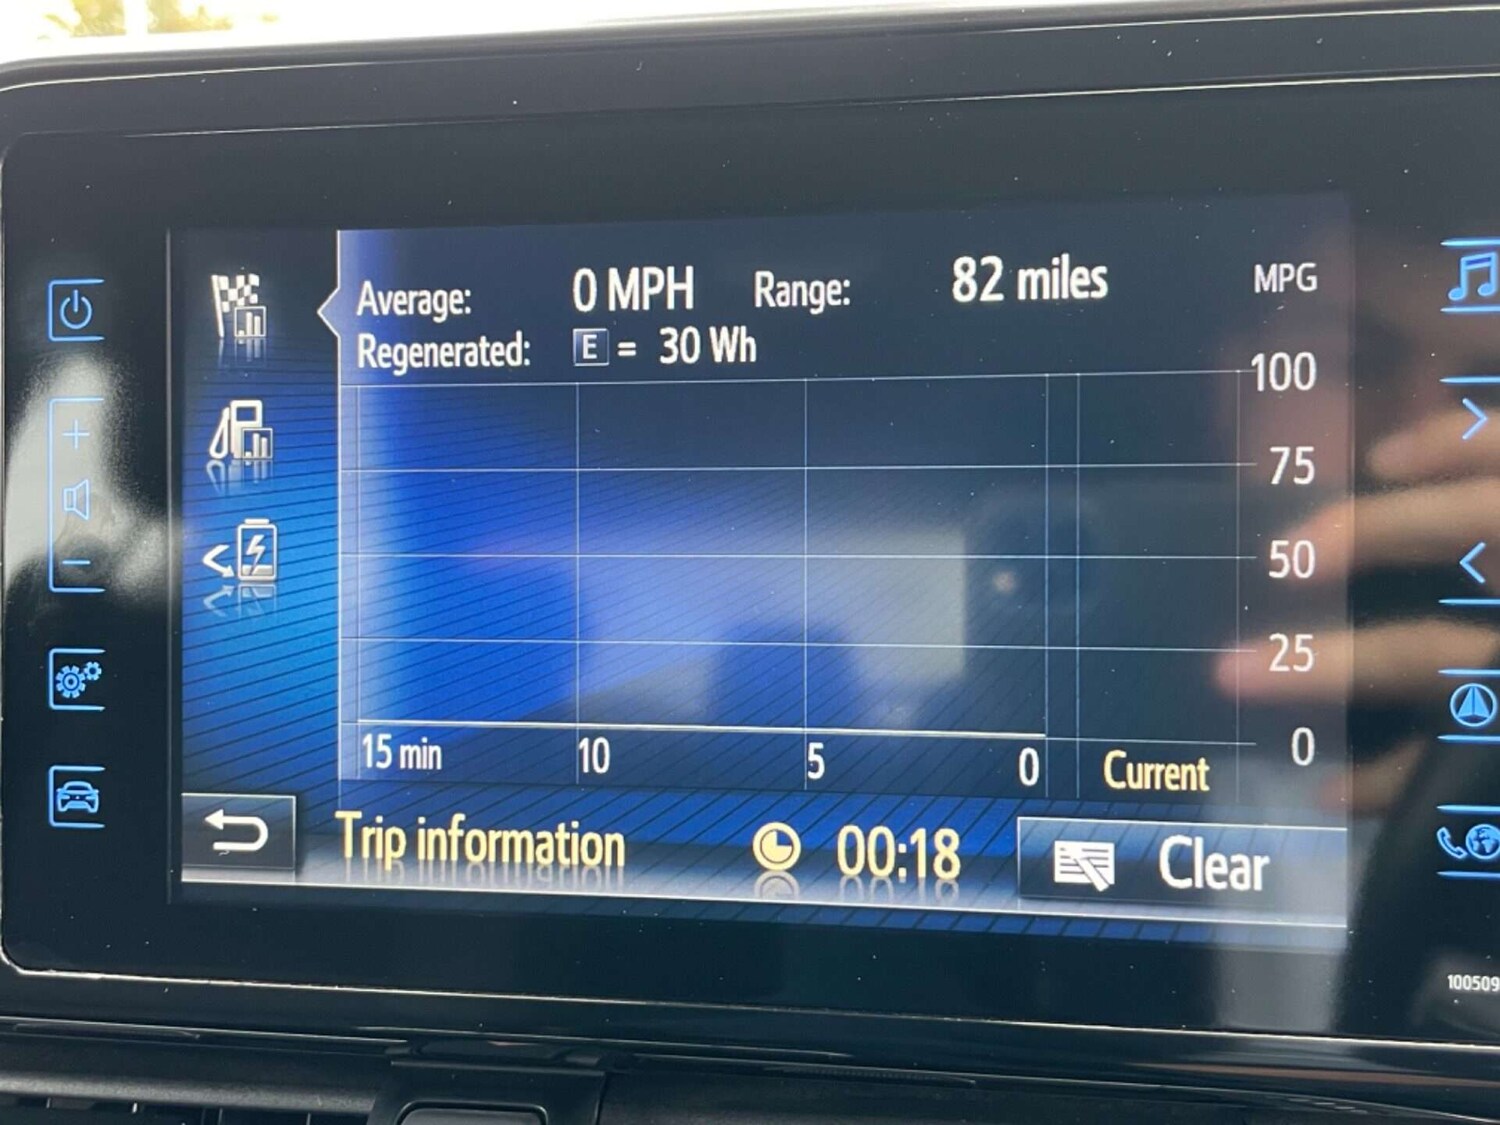 Average: 0 MPH Range: 82 miles MPG
Regenerated: E = 30 Wh
100
75
50
25
0
15 min 10 5 0 Current
Trip information 00:18 Clear
+
-
100509